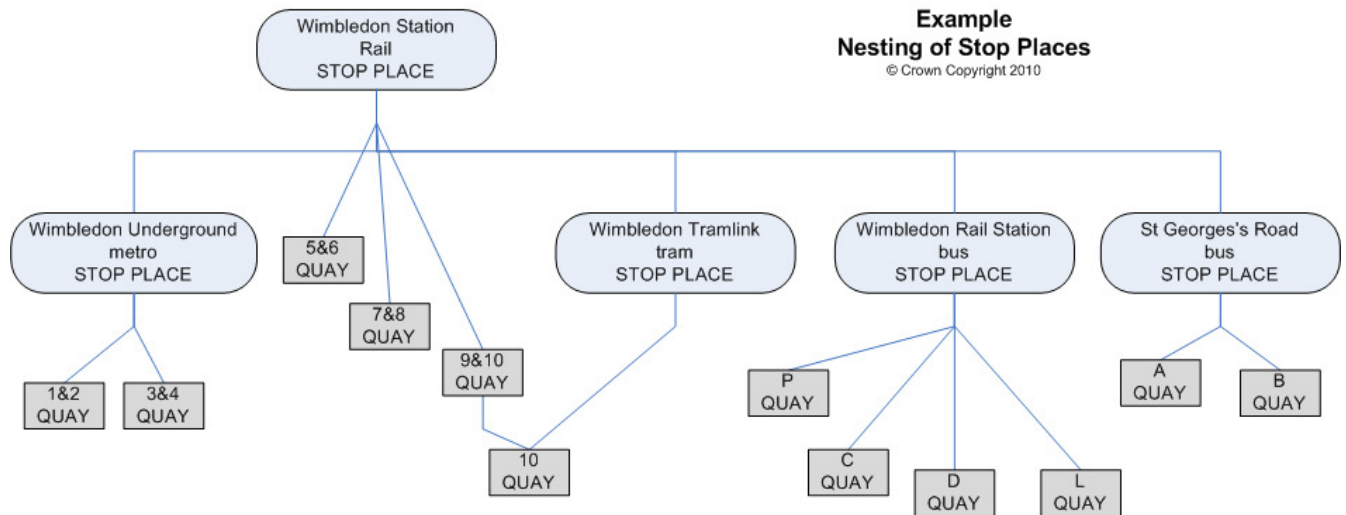 Wimbledon Station
Rail
STOP PLACE
Example
Nesting of Stop Places
© Crown Copyright 2010
Wimbledon Underground
metro
STOP PLACE
5&6
QUAY
7&8
QUAY
9&10
QUAY
Wimbledon Tramlink
tram
STOP PLACE
Wimbledon Rail Station
bus
STOP PLACE
St Georges's Road
bus
STOP PLACE
1&2
QUAY
3&4
QUAY
10
QUAY
P
QUAY
C
QUAY
D
QUAY
L
QUAY
A
QUAY
B
QUAY